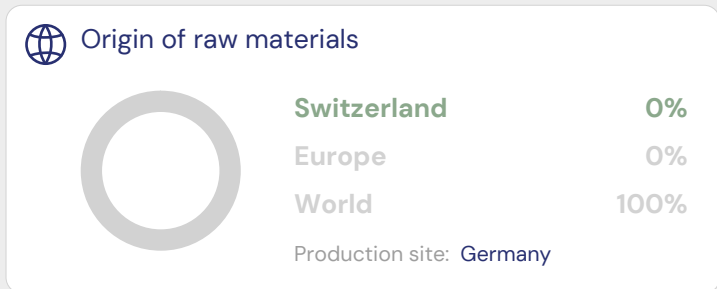 Origin of raw materials
Switzerland 0%
Europe 0%
World 100%
Production site: Germany